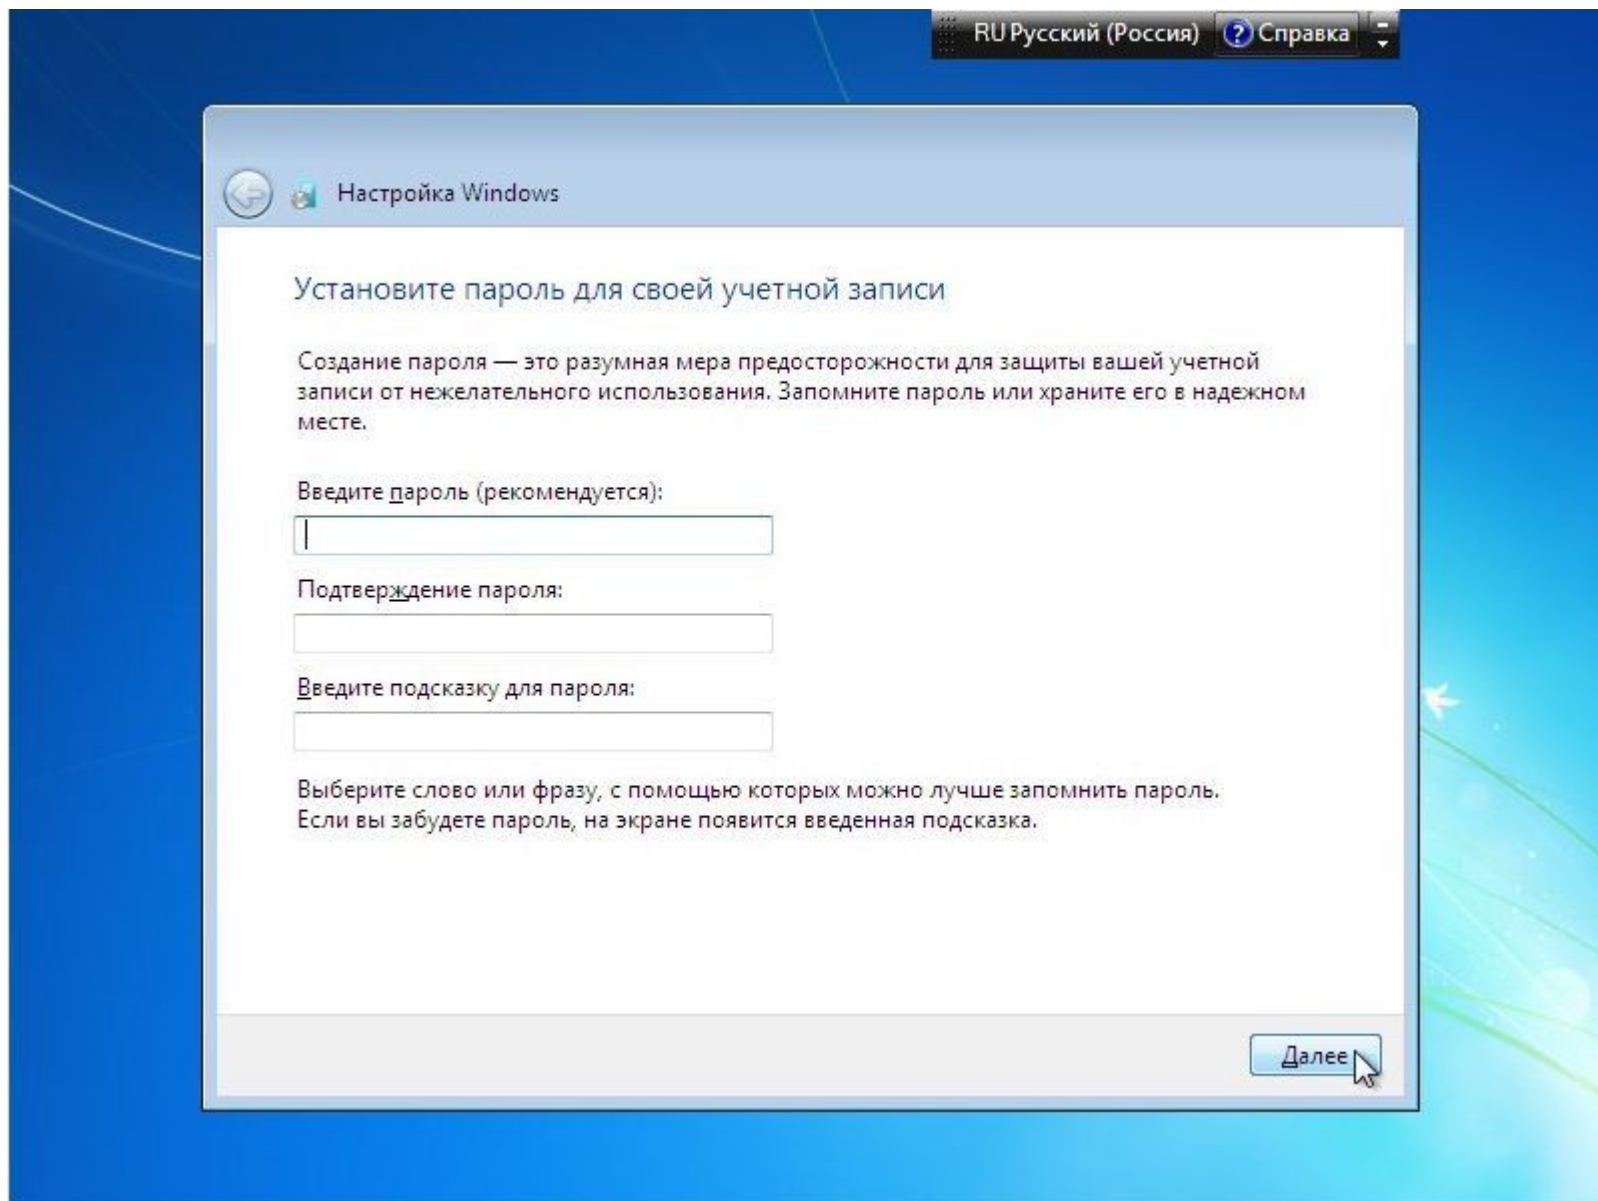 RU Русский (Россия) ? Справка
Настройка Windows
Установите пароль для своей учетной записи
Создание пароля — это разумная мера предосторожности для защиты вашей учетной
записи от нежелательного использования. Запомните пароль или храните его в надежном
месте.
Введите пароль (рекомендуется):
Подтверждение пароля:
Введите подсказку для пароля:
Выберите слово или фразу, с помощью которых можно лучше запомнить пароль.
Если вы забудете пароль, на экране появится введенная подсказка.
Далее